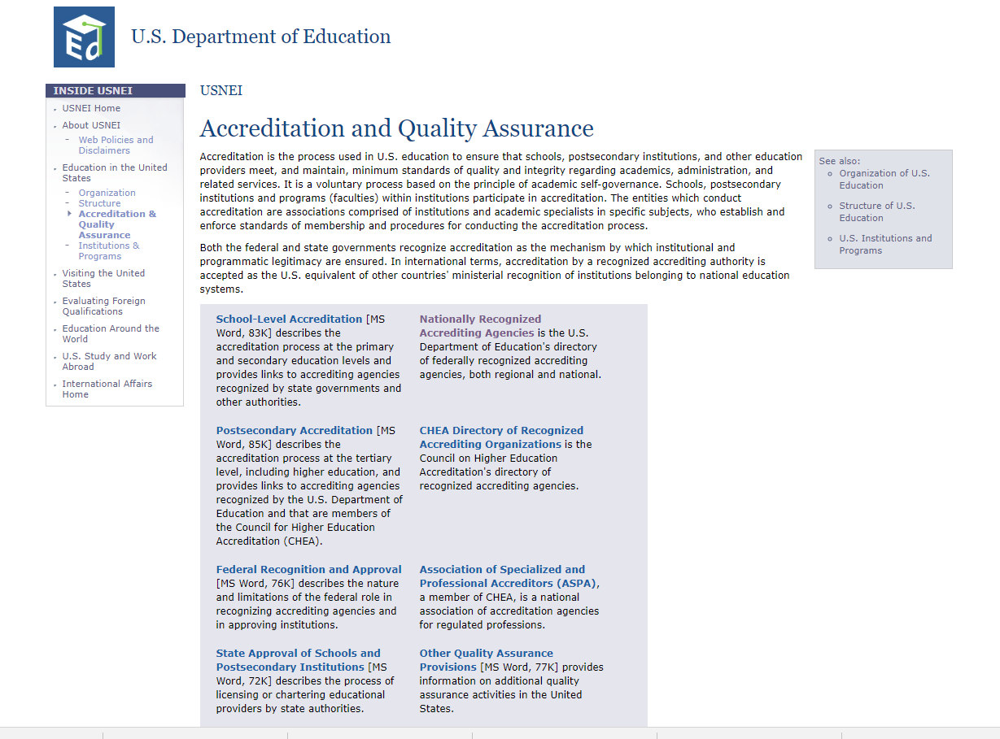 Ed
U.S. Department of Education
INSIDE USNEI
USNEI Home
About USNEI
Web Policies and
Disclaimers
Education in the United
States
Organization
Structure
Accreditation &
Quality
Assurance
Institutions &
Programs
Visiting the United
States
Evaluating Foreign
Qualifications
Education Around the
World
U.S. Study and Work
Abroad
International Affairs
Home
USNEI
Accreditation and Quality Assurance
Accreditation is the process used in U.S. education to ensure that schools, postsecondary institutions, and other education
providers meet, and maintain, minimum standards of quality and integrity regarding academics, administration, and
related services. It is a voluntary process based on the principle of academic self-governance. Schools, postsecondary
institutions and programs (faculties) within institutions participate in accreditation. The entities which conduct
accreditation are associations comprised of institutions and academic specialists in specific subjects, who establish and
enforce standards of membership and procedures for conducting the accreditation process.
Both the federal and state governments recognize accreditation as the mechanism by which institutional and
programmatic legitimacy are ensured. In international terms, accreditation by a recognized accrediting authority is
accepted as the U.S. equivalent of other countries' ministerial recognition of institutions belonging to national education
systems.
School-Level Accreditation [MS
Word, 83K] describes the
accreditation process at the primary
and secondary education levels and
provides links to accrediting agencies
recognized by state governments and
other authorities.
Nationally Recognized
Accrediting Agencies is the U.S.
Department of Education's directory
of federally recognized accrediting
agencies, both regional and national.
Postsecondary Accreditation [MS
Word, 85K] describes the
accreditation process at the tertiary
level, including higher education, and
provides links to accrediting agencies
recognized by the U.S. Department of
Education and that are members of
the Council for Higher Education
Accreditation (CHEA).
CHEA Directory of Recognized
Accrediting Organizations is the
Council on Higher Education
Accreditation's directory of
recognized accrediting agencies.
Federal Recognition and Approval
[MS Word, 76K] describes the nature
and limitations of the federal role in
recognizing accrediting agencies and
in approving institutions.
Association of Specialized and
Professional Accreditors (ASPA),
a member of CHEA, is a national
association of accreditation agencies
for regulated professions.
State Approval of Schools and
Postsecondary Institutions [MS
Word, 72K] describes the process of
licensing or chartering educational
providers by state authorities.
Other Quality Assurance
Provisions [MS Word, 77K] provides
information on additional quality
assurance activities in the United
States.
See also:
Organization of U.S.
Education
Structure of U.S.
Education
U.S. Institutions and
Programs